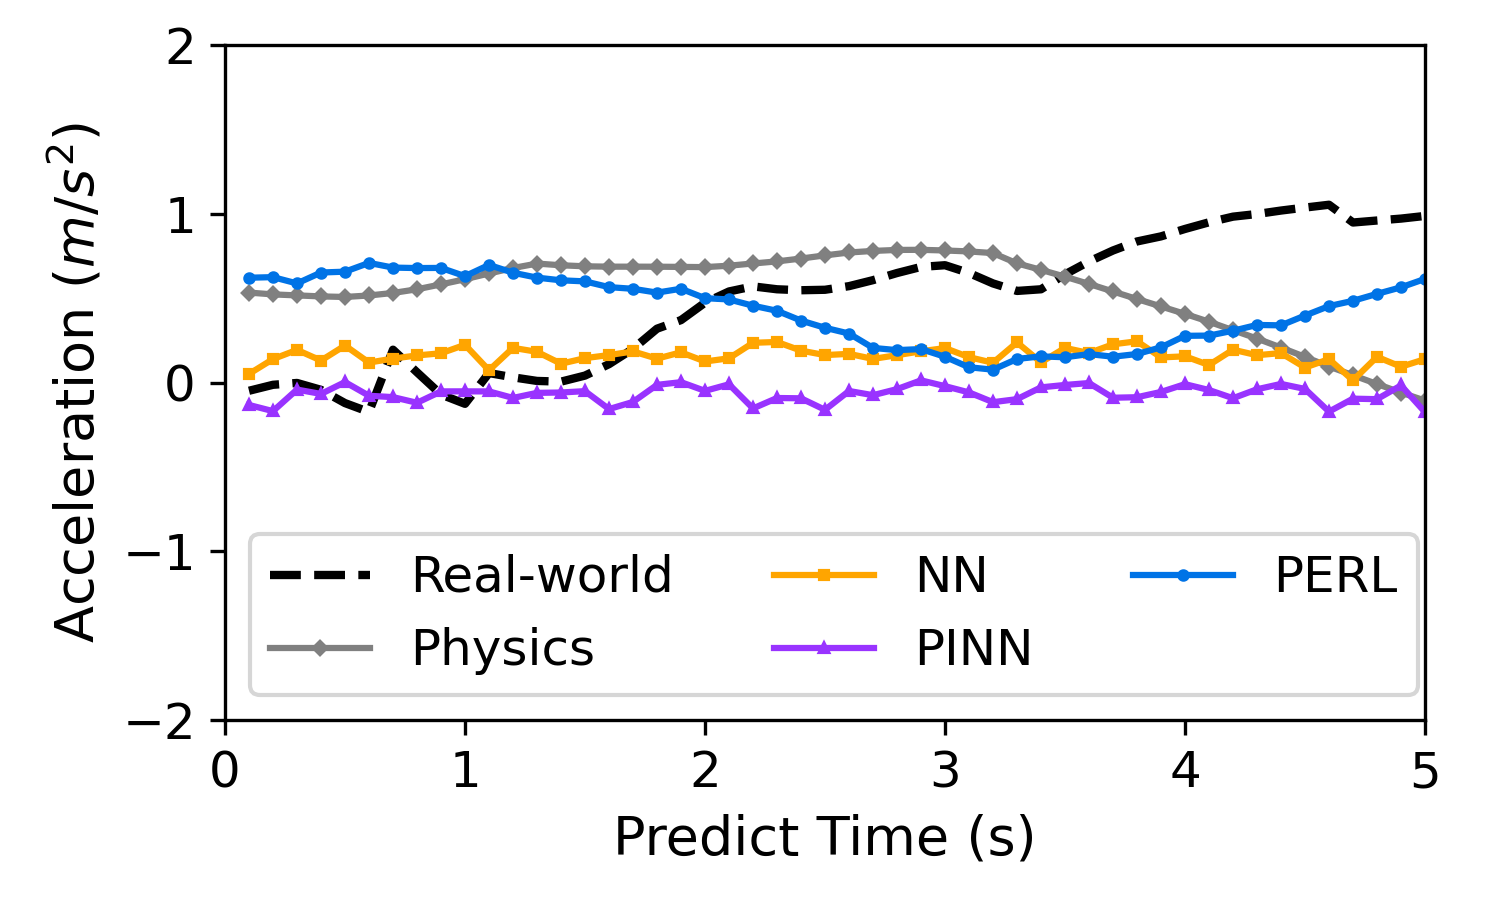 2
1
0
−1
−2
Acceleration (m/s²)
Real-world
NN
PERL
Physics
PINN
0 1 2 3 4 5
Predict Time (s)